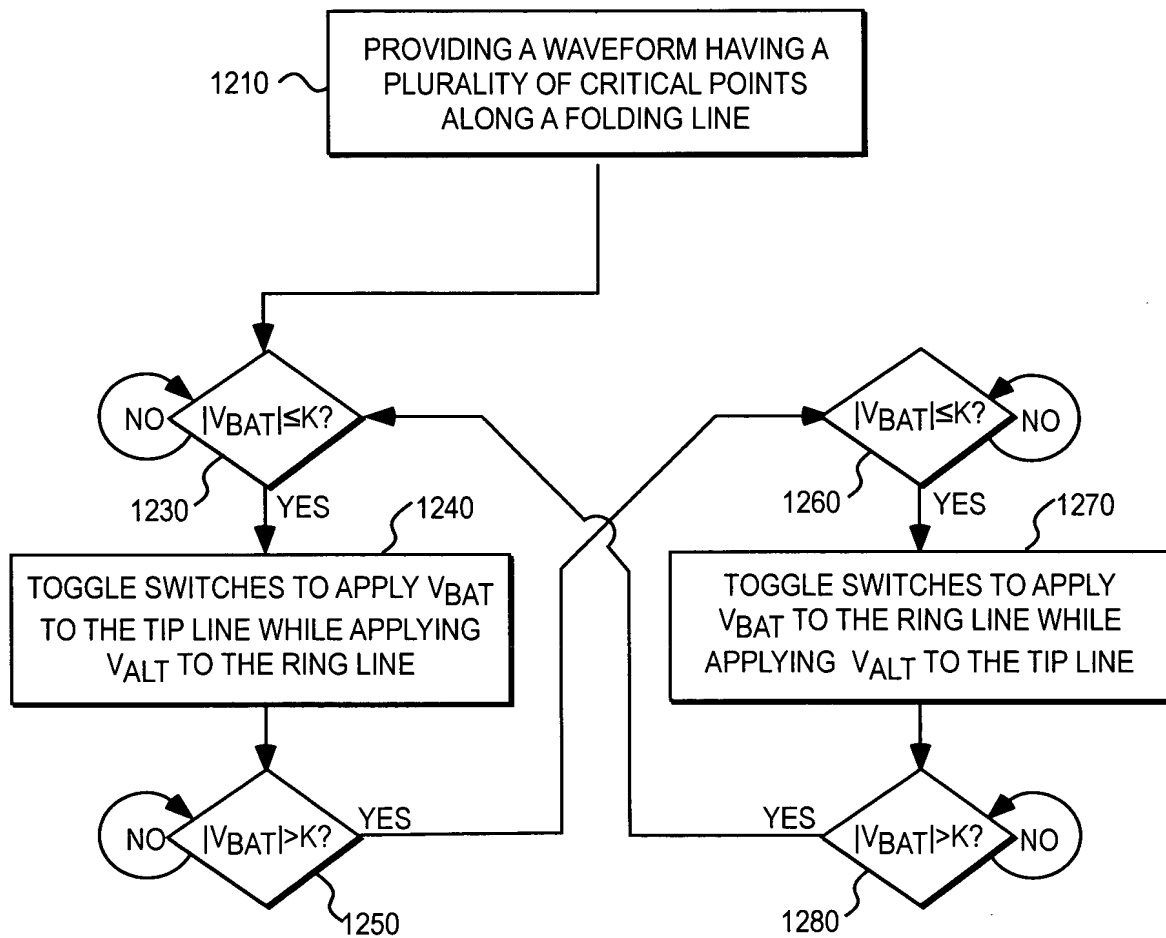 PROVIDING A WAVEFORM HAVING A
PLURALITY OF CRITICAL POINTS
ALONG A FOLDING LINE
1210
NO
|VBAT|≤K?
1230
YES
1240
TOGGLE SWITCHES TO APPLY VBAT
TO THE TIP LINE WHILE APPLYING
VALT TO THE RING LINE
NO
|VBAT|>K?
YES
1250
|VBAT|≤K?
NO
1260
YES
1270
TOGGLE SWITCHES TO APPLY
VBAT TO THE RING LINE WHILE
APPLYING VALT TO THE TIP LINE
YES
|VBAT|>K?
NO
1280